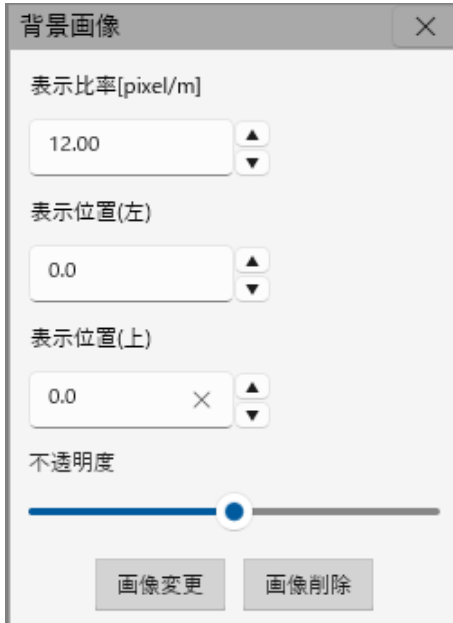 背景画像
表示比率[pixel/m]
12.00
表示位置(左)
0.0
表示位置(上)
0.0
不透明度
画像変更
画像削除